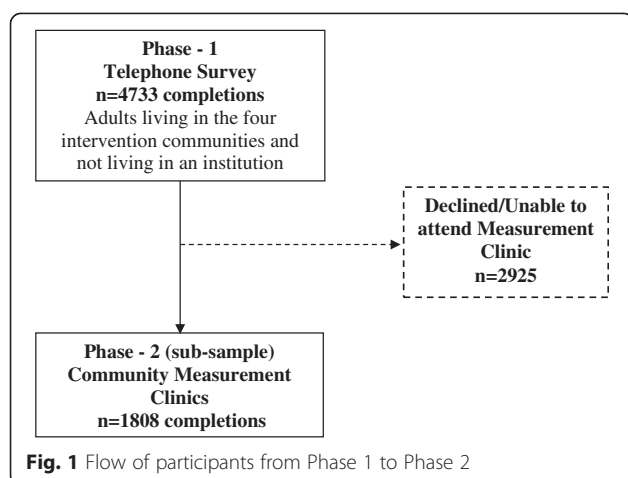 Phase - 1
Telephone Survey
n=4733 completions
Adults living in the four
intervention communities and
not living in an institution
Declined/Unable to
attend Measurement
Clinic
n=2925
Phase - 2 (sub-sample)
Community Measurement
Clinics
n=1808 completions
Fig. 1 Flow of participants from Phase 1 to Phase 2